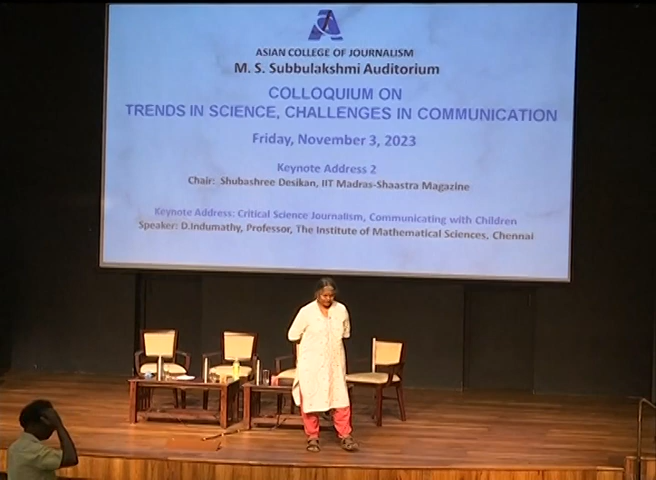 ASIAN COLLEGE OF JOURNALISM
M. S. Subbulakshmi Auditorium
COLLOQUIUM ON
TRENDS IN SCIENCE, CHALLENGES IN COMMUNICATION
Friday, November 3, 2023
Keynote Address 2
Chair: Shubashree Desikan, IIT Madras-Shaastra Magazine
Keynote Address: Critical Science Journalism, Communicating with Children
Speaker: D.Indumathy, Professor, The Institute of Mathematical Sciences, Chennai